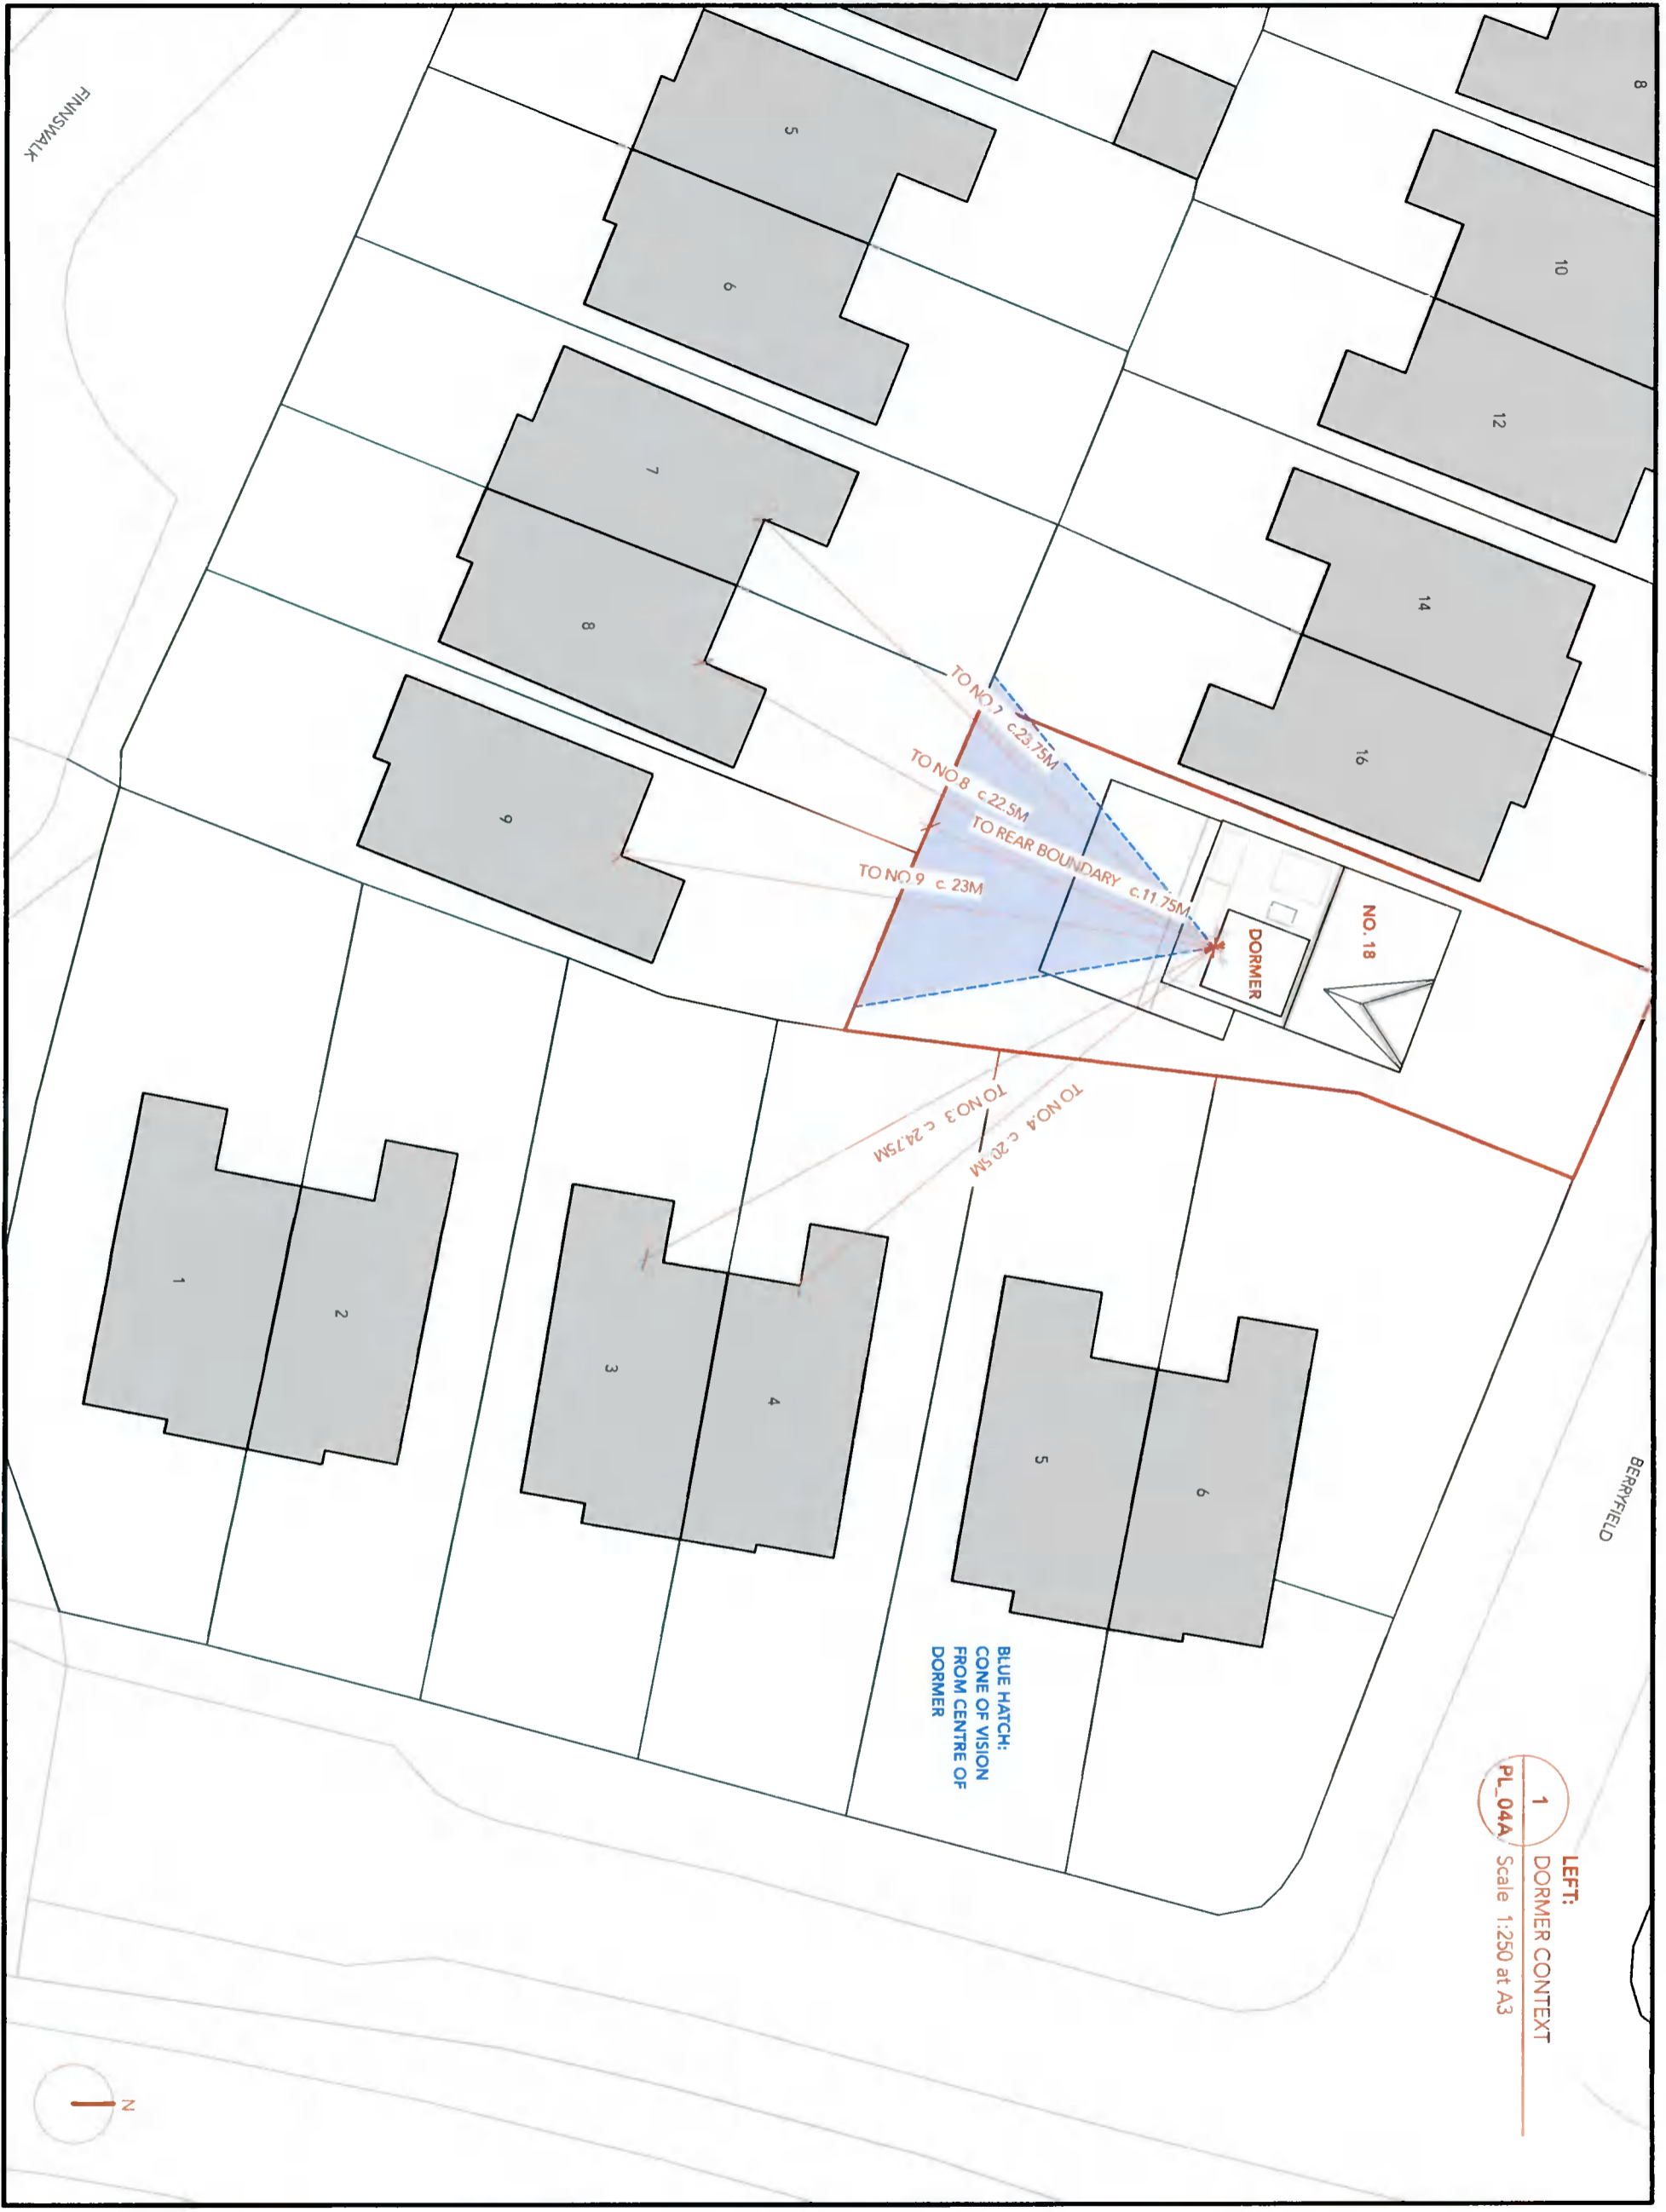 LEFT:
1
DORMER CONTEXT
PL_04A
Scale 1:250 at A3
BERRYFIELD
8
10
12
14
16
NO. 18
DORMER
TO NO.7 c.23.75M
TO NO.8 c.22.5M
TO REAR BOUNDARY c.11.75M
TO NO.9 c. 23M
TO NO.4 c. 20.5M
TO NO.3 c 24.75M
5
6
7
8
9
6
5
4
3
2
1
BLUE HATCH:
CONE OF VISION
FROM CENTRE OF
DORMER
FINNSWALK
N